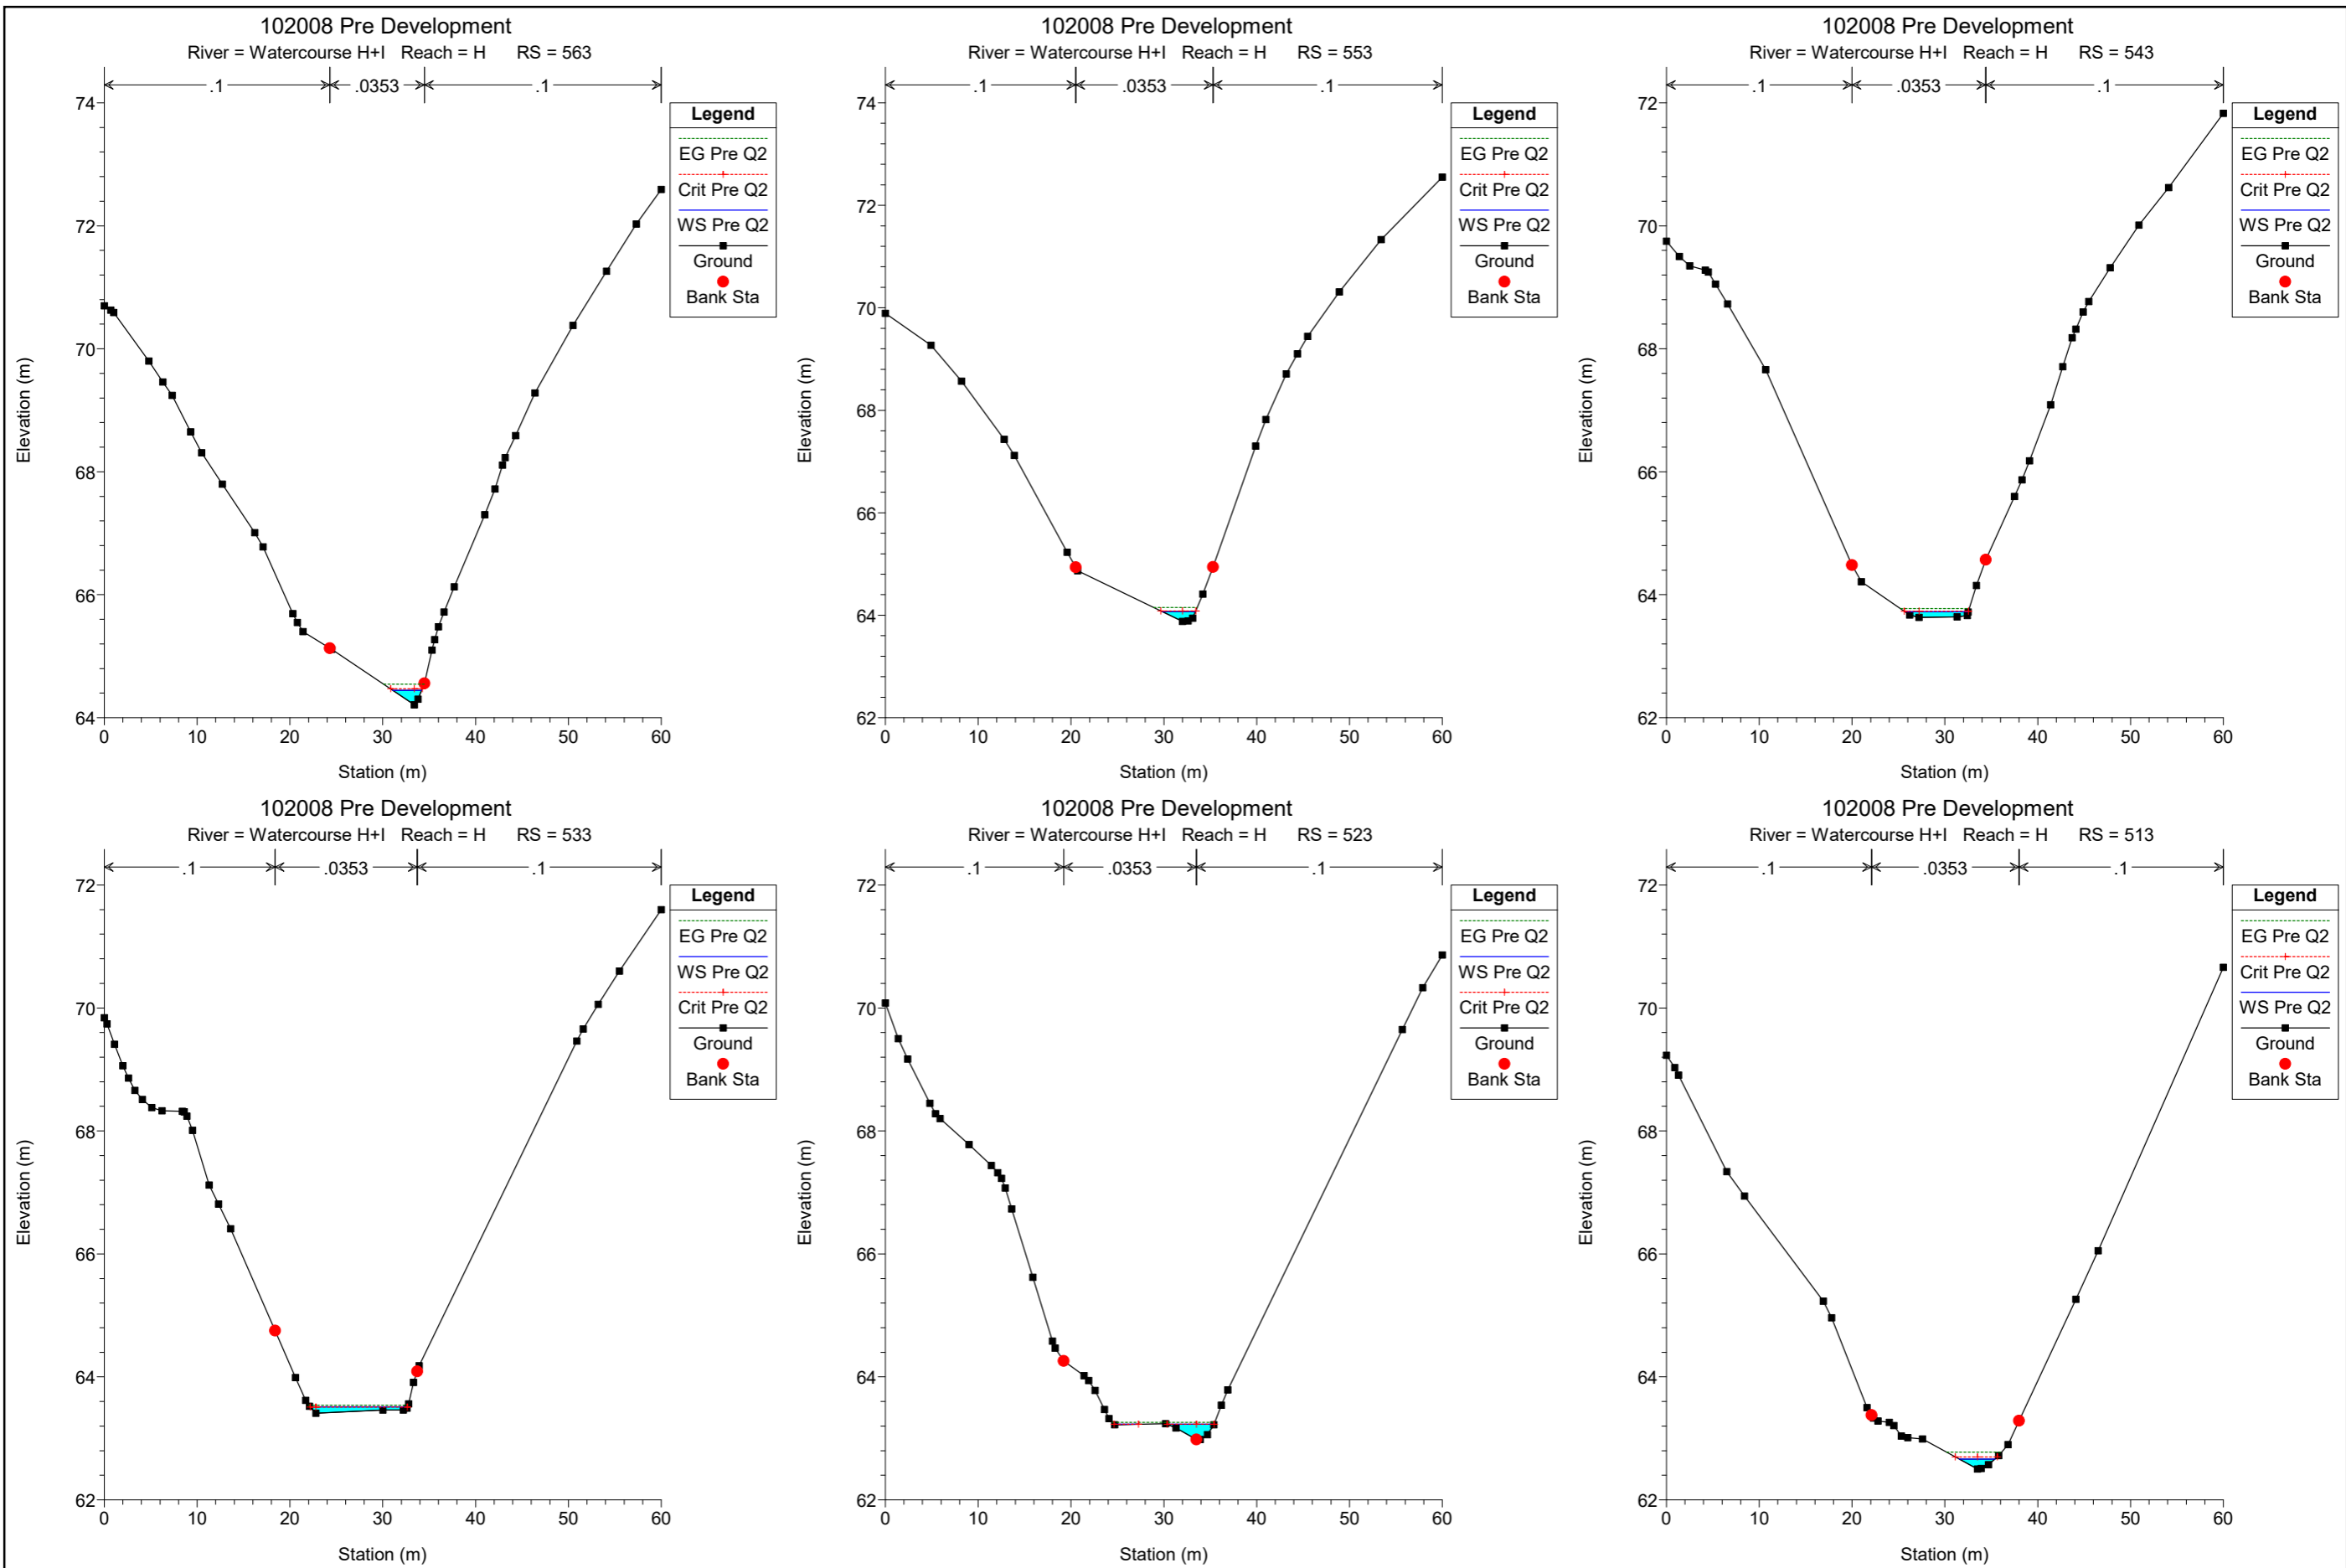 102008 Pre Development
River = Watercourse H+I   Reach = H   RS = 563
.1   .0353   .1
74
72
70
68
66
64
0 10 20 30 40 50 60
Elevation (m)
Station (m)
Legend
EG Pre Q2
Crit Pre Q2
WS Pre Q2
Ground
Bank Sta
102008 Pre Development
River = Watercourse H+I   Reach = H   RS = 553
.1   .0353   .1
74
72
70
68
66
64
62
0 10 20 30 40 50 60
Elevation (m)
Station (m)
Legend
EG Pre Q2
Crit Pre Q2
WS Pre Q2
Ground
Bank Sta
102008 Pre Development
River = Watercourse H+I   Reach = H   RS = 543
.1   .0353   .1
72
70
68
66
64
62
0 10 20 30 40 50 60
Elevation (m)
Station (m)
Legend
EG Pre Q2
Crit Pre Q2
WS Pre Q2
Ground
Bank Sta
102008 Pre Development
River = Watercourse H+I   Reach = H   RS = 533
.1   .0353   .1
72
70
68
66
64
62
0 10 20 30 40 50 60
Elevation (m)
Station (m)
Legend
EG Pre Q2
WS Pre Q2
Crit Pre Q2
Ground
Bank Sta
102008 Pre Development
River = Watercourse H+I   Reach = H   RS = 523
.1   .0353   .1
72
70
68
66
64
62
0 10 20 30 40 50 60
Elevation (m)
Station (m)
Legend
EG Pre Q2
WS Pre Q2
Crit Pre Q2
Ground
Bank Sta
102008 Pre Development
River = Watercourse H+I   Reach = H   RS = 513
.1   .0353   .1
72
70
68
66
64
62
0 10 20 30 40 50 60
Elevation (m)
Station (m)
Legend
EG Pre Q2
Crit Pre Q2
WS Pre Q2
Ground
Bank Sta